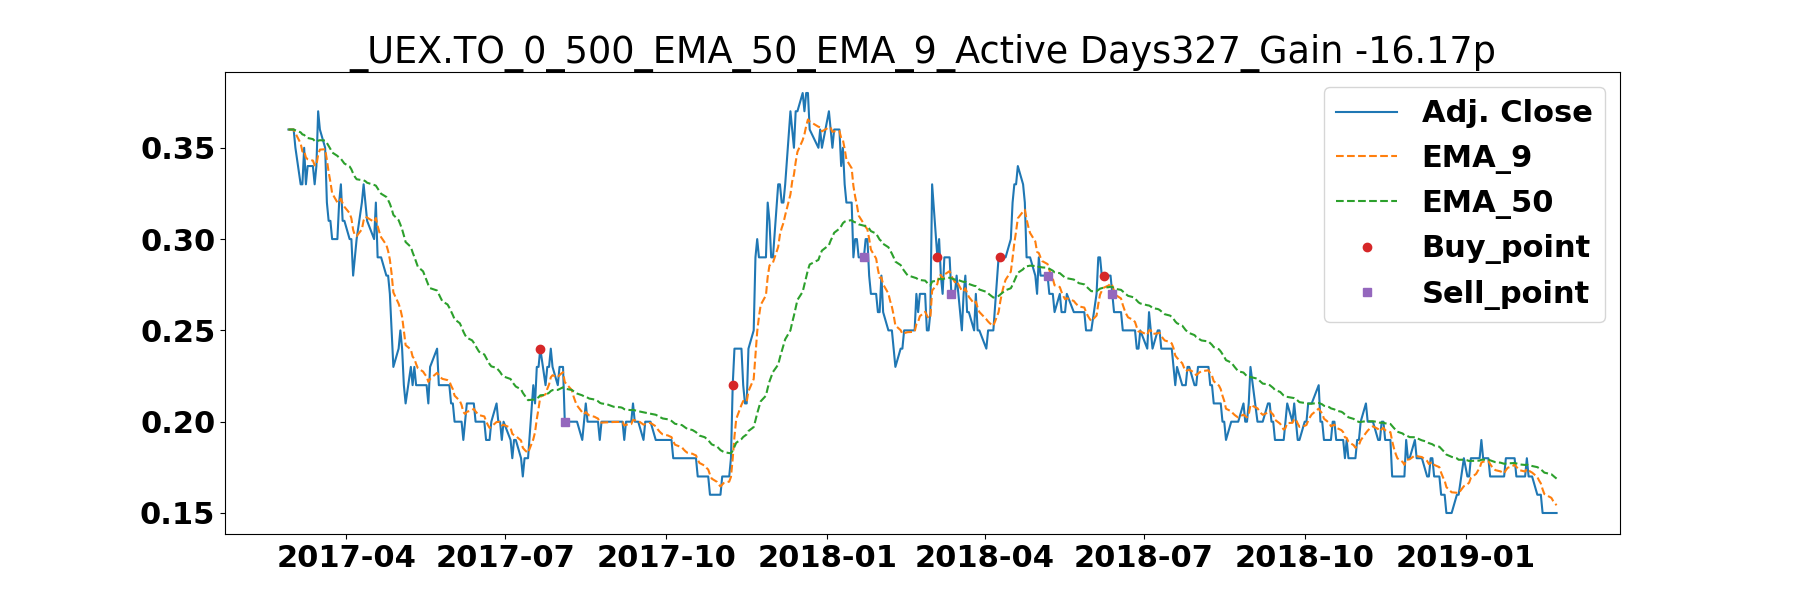 _UEX.TO_0_500_EMA_50_EMA_9_Active Days327_Gain -16.17p
Adj. Close
EMA_9
EMA_50
Buy_point
Sell_point
0.35
0.30
0.25
0.20
0.15
2017-04 2017-07 2017-10 2018-01 2018-04 2018-07 2018-10 2019-01